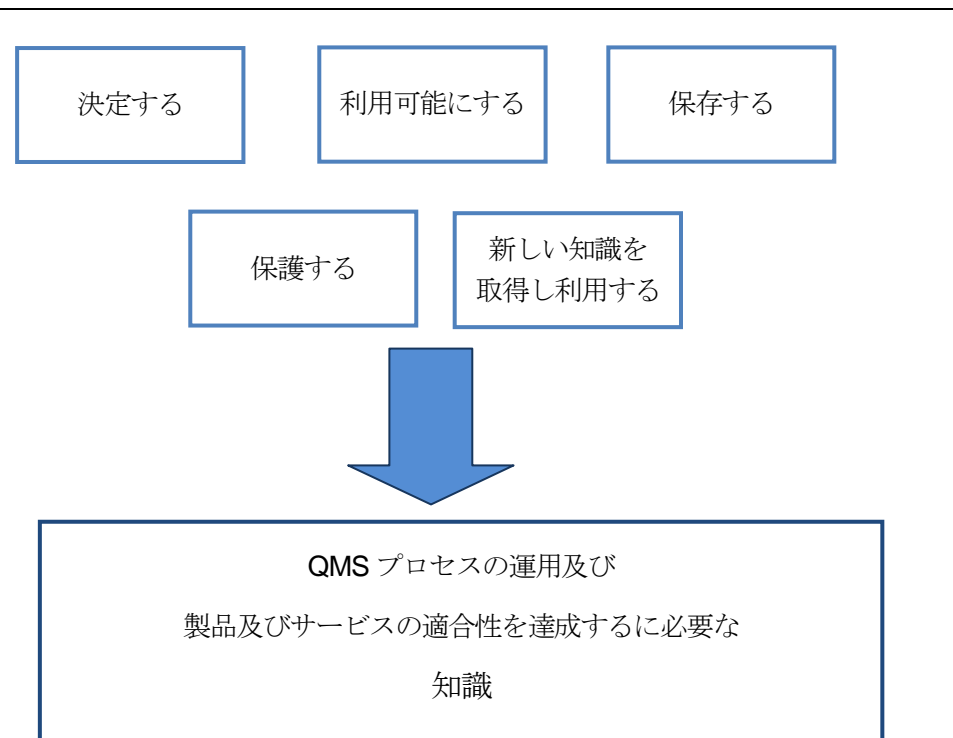 決定する
利用可能にする
保存する
保護する
新しい知識を
取得し利用する
QMS プロセスの運用及び
製品及びサービスの適合性を達成するに必要な
知識